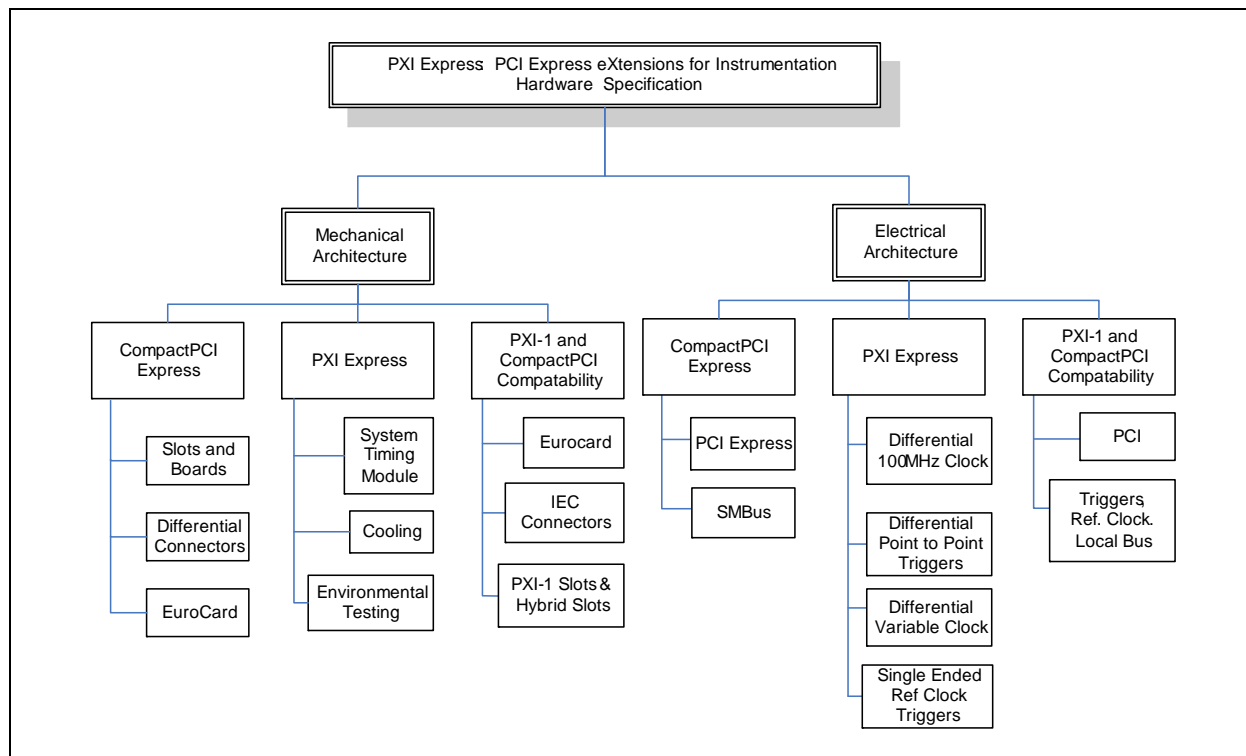 PXI Express: PCI Express eXtensions for Instrumentation
Hardware Specification
Mechanical
Architecture
Electrical
Architecture
CompactPCI
Express
PXI Express
PXI-1 and
CompactPCI
Compatability
CompactPCI
Express
PXI Express
PXI-1 and
CompactPCI
Compatability
Slots and
Boards
Differential
Connectors
EuroCard
System
Timing
Module
Cooling
Environmental
Testing
Eurocard
IEC
Connectors
PXI-1 Slots &
Hybrid Slots
PCI Express
SMBus
Differential
100MHz Clock
Differential
Point to Point
Triggers
Differential
Variable Clock
Single Ended
Ref Clock
Triggers
PCI
Triggers,
Ref. Clock.
Local Bus